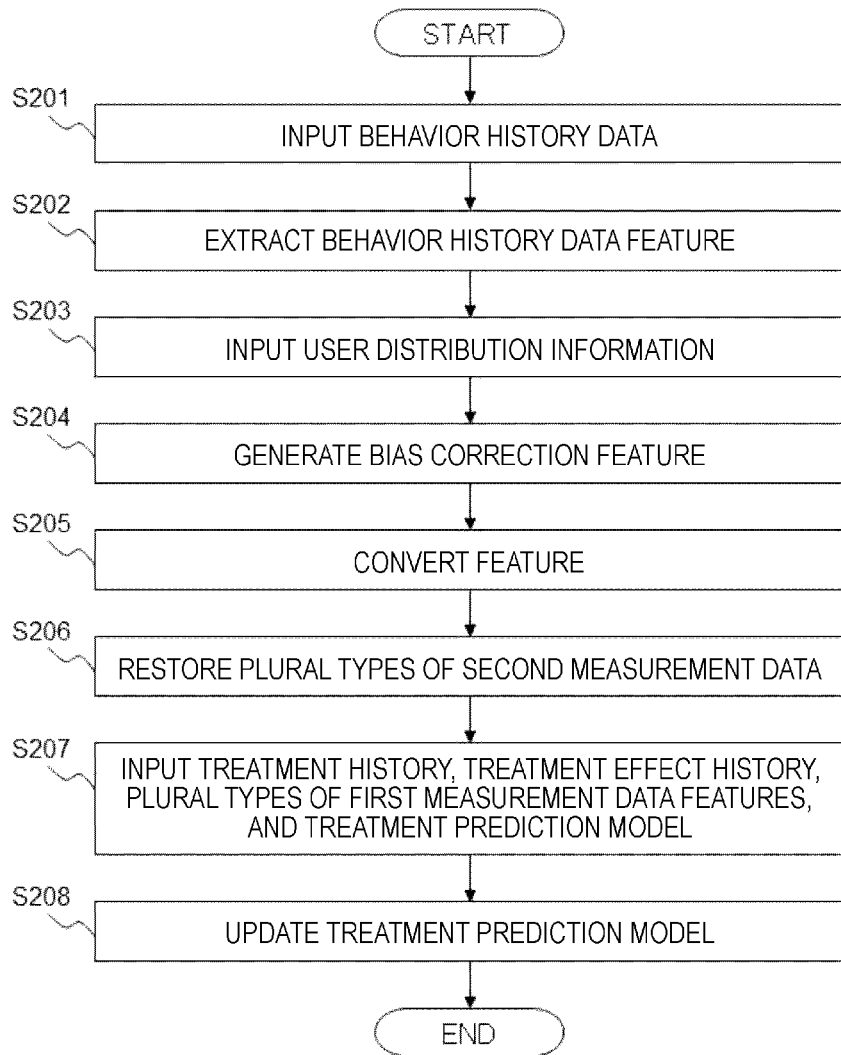 START
S201
INPUT BEHAVIOR HISTORY DATA
S202
EXTRACT BEHAVIOR HISTORY DATA FEATURE
S203
INPUT USER DISTRIBUTION INFORMATION
S204
GENERATE BIAS CORRECTION FEATURE
S205
CONVERT FEATURE
S206
RESTORE PLURAL TYPES OF SECOND MEASUREMENT DATA
S207
INPUT TREATMENT HISTORY, TREATMENT EFFECT HISTORY,
PLURAL TYPES OF FIRST MEASUREMENT DATA FEATURES,
AND TREATMENT PREDICTION MODEL
S208
UPDATE TREATMENT PREDICTION MODEL
END